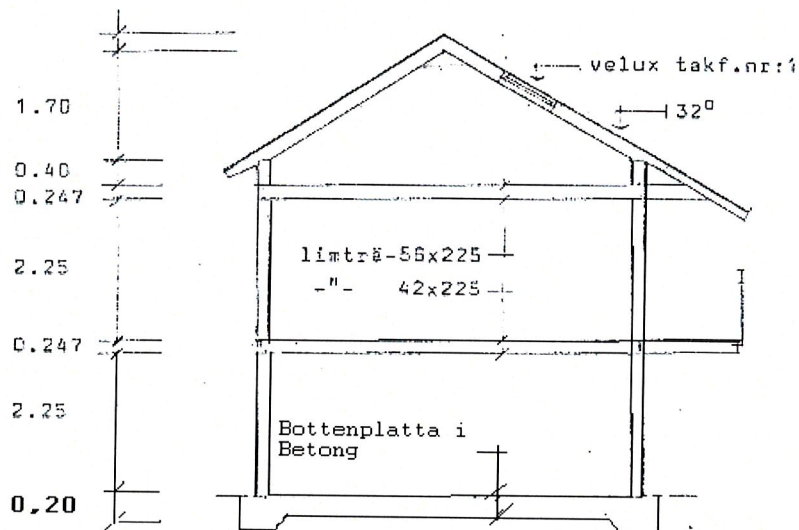 velux takf.nr:1
1.70
32°
0.40
0.247
limträ-56x225
2.25
-"- 42x225
0.247
2.25
Bottenplatta i
Betong
0,20